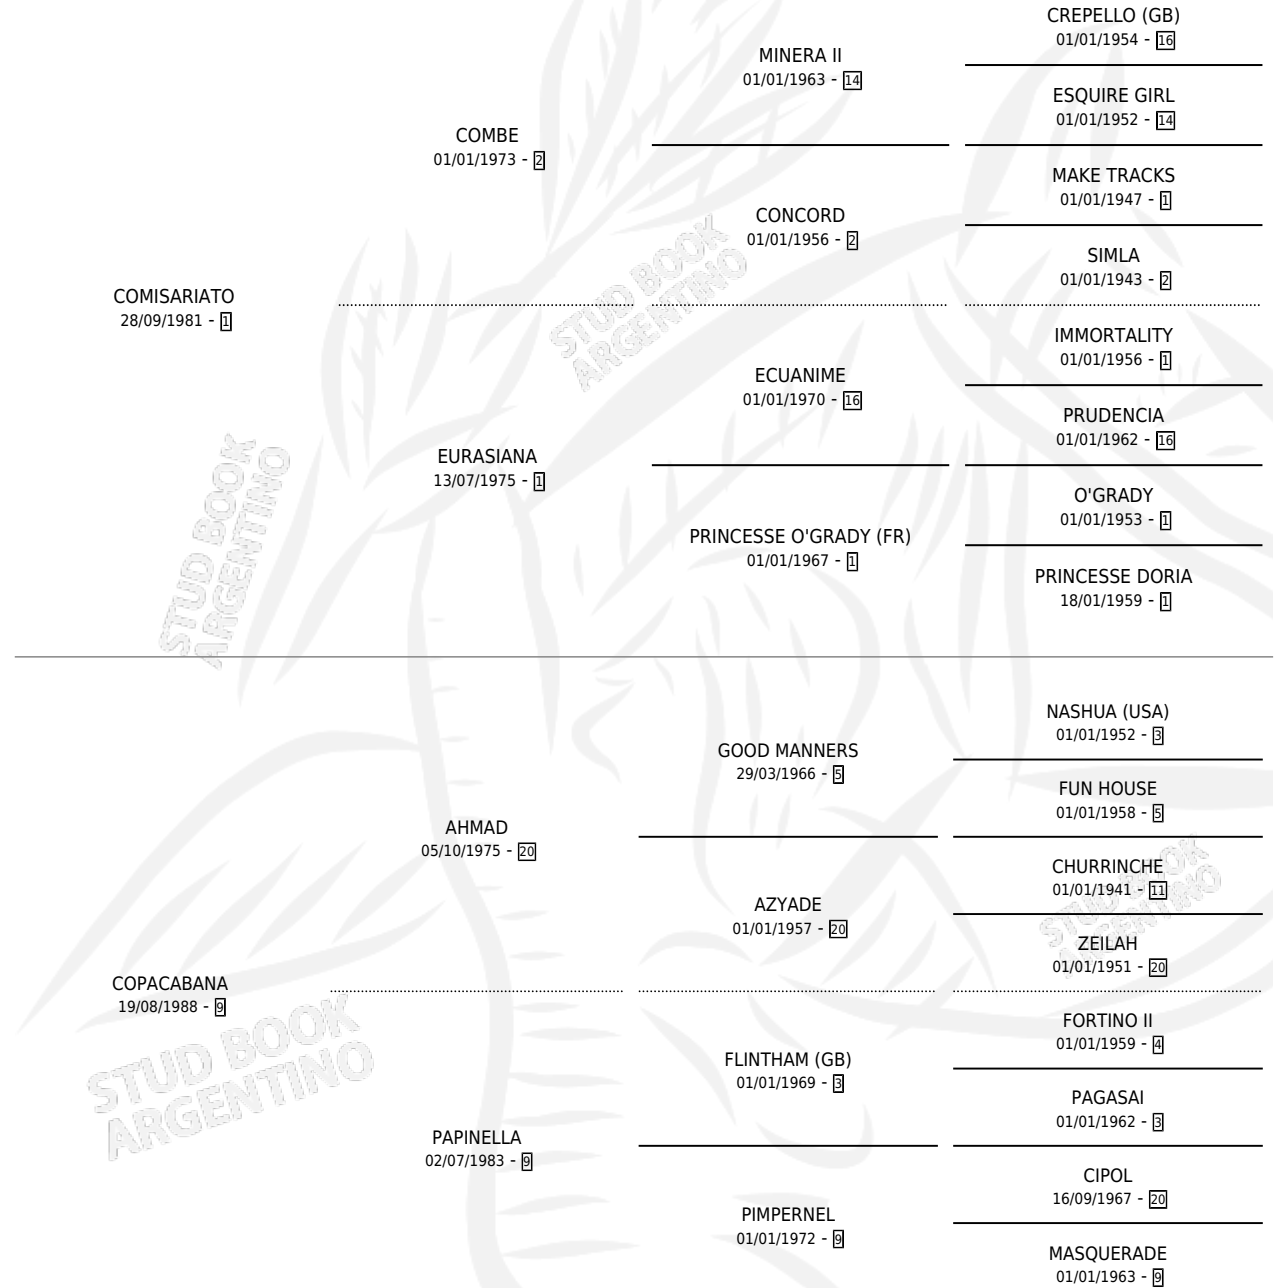 CREPELLO (GB)
01/01/1954 - 16
MINERA II
01/01/1963 - 14
ESQUIRE GIRL
01/01/1952 - 14
COMBE
01/01/1973 - 2
MAKE TRACKS
01/01/1947 - 1
CONCORD
01/01/1956 - 2
SIMLA
01/01/1943 - 2
COMISARIATO
28/09/1981 - 1
IMMORTALITY
01/01/1956 - 1
ECUANIME
01/01/1970 - 16
PRUDENCIA
01/01/1962 - 16
EURASIANA
13/07/1975 - 1
O'GRADY
01/01/1953 - 1
PRINCESSE O'GRADY (FR)
01/01/1967 - 1
PRINCESSE DORIA
18/01/1959 - 1
NASHUA (USA)
01/01/1952 - 3
GOOD MANNERS
29/03/1966 - 5
FUN HOUSE
01/01/1958 - 5
AHMAD
05/10/1975 - 20
CHURRINCHE
01/01/1941 - 11
AZYADE
01/01/1957 - 20
ZEILAH
01/01/1951 - 20
COPACABANA
19/08/1988 - 9
FORTINO II
01/01/1959 - 4
FLINTHAM (GB)
01/01/1969 - 3
PAGASAI
01/01/1962 - 3
PAPINELLA
02/07/1983 - 9
CIPOL
16/09/1967 - 20
PIMPERNEL
01/01/1972 - 9
MASQUERADE
01/01/1963 - 9
STUD BOOK
ARGENTINO
STUD BOOK
ARGENTINO
STUD BOOK
ARGENTINO
STUD BOOK
ARGENTINO